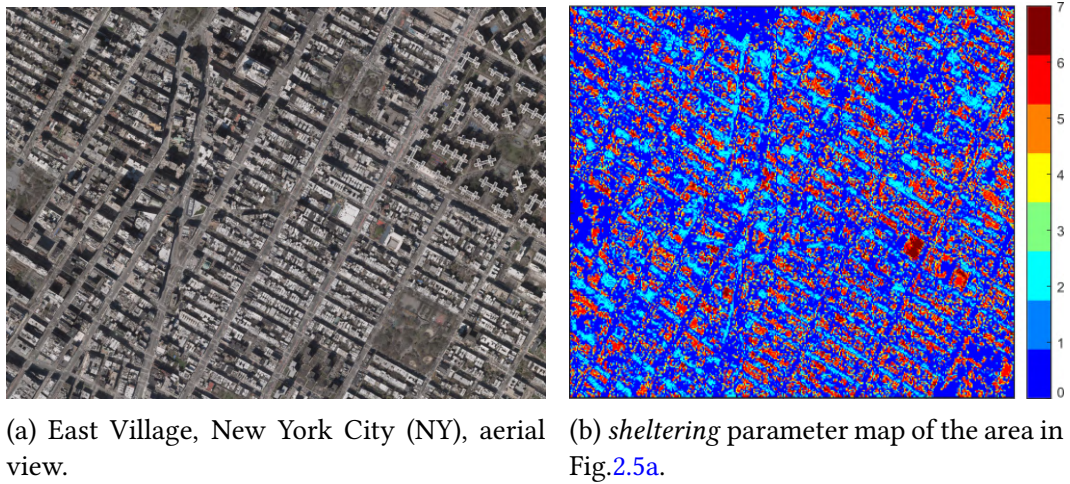 7
6
5
4
3
2
1
0
(a) East Village, New York City (NY), aerial
view.
(b) sheltering parameter map of the area in
Fig.2.5a.